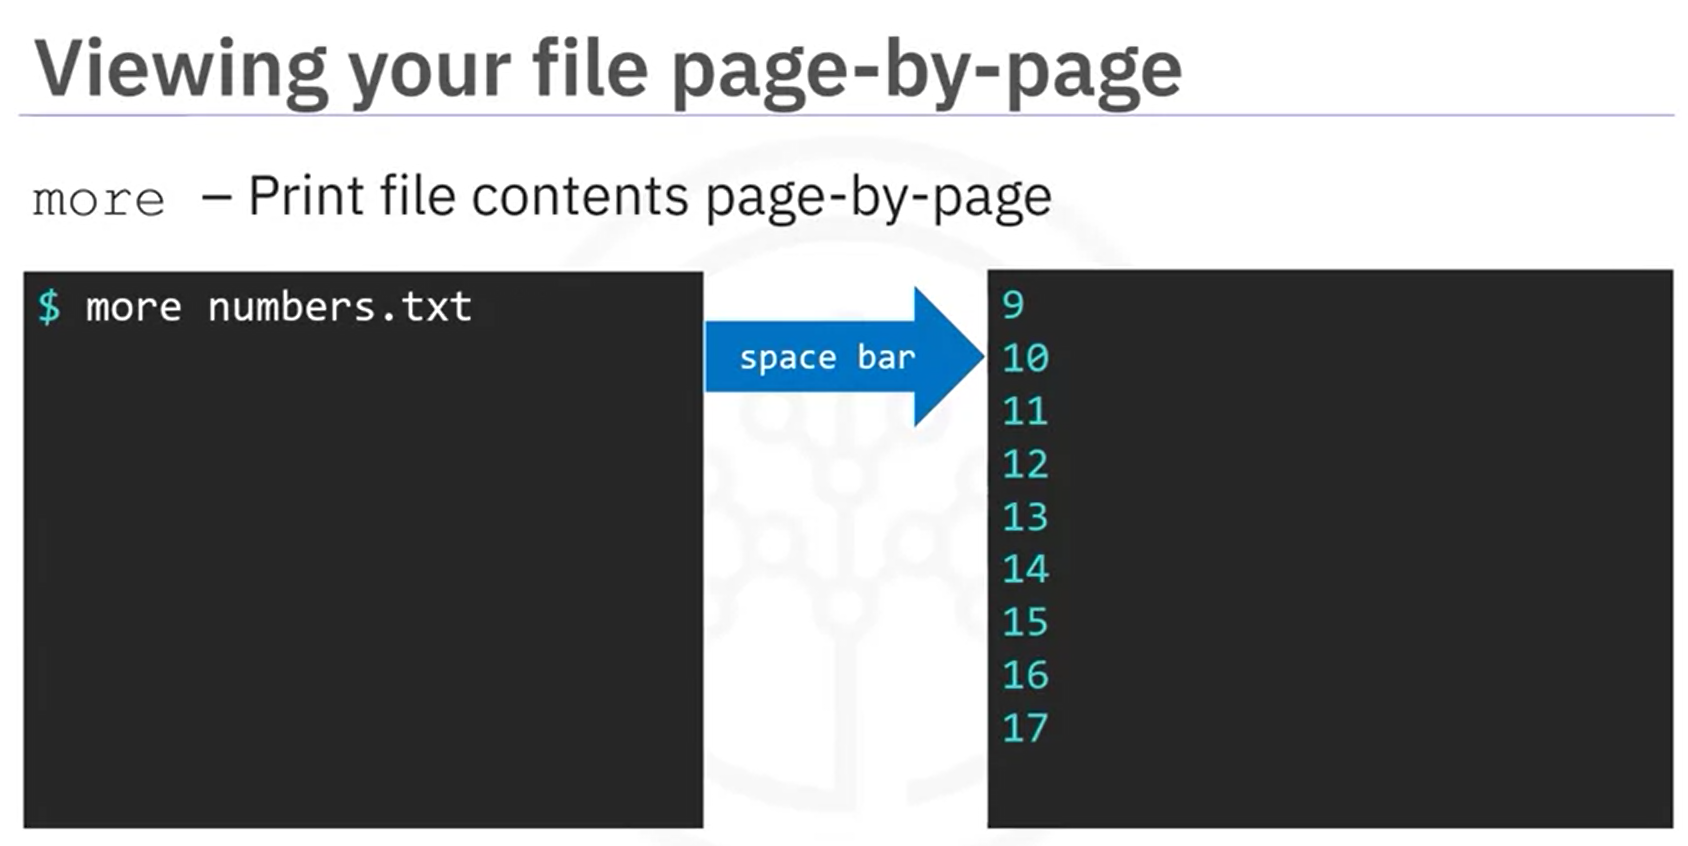 Viewing your file page-by-page
more – Print file contents page-by-page
$ more numbers.txt
space bar
9
10
11
12
13
14
15
16
17